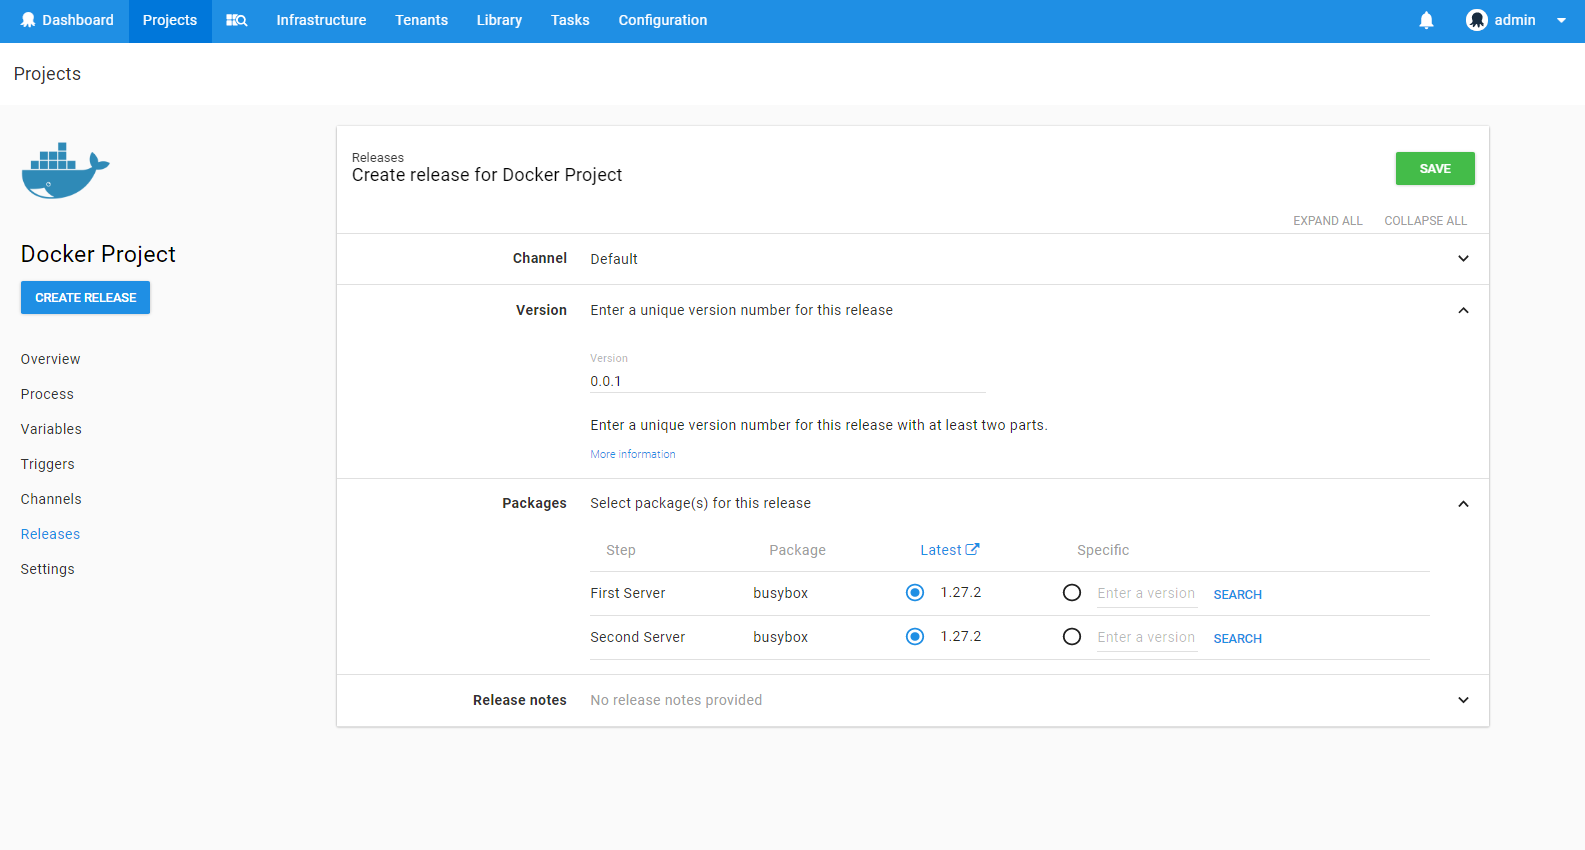 Dashboard Projects Infrastructure Tenants Library Tasks Configuration admin
Projects
Docker Project
CREATE RELEASE
Overview
Process
Variables
Triggers
Channels
Releases
Settings
Releases
Create release for Docker Project
SAVE
EXPAND ALL COLLAPSE ALL
Channel Default
Version Enter a unique version number for this release
Version
0.0.1
Enter a unique version number for this release with at least two parts.
More information
Packages Select package(s) for this release
Step Package Latest Specific
First Server busybox 1.27.2 Enter a version SEARCH
Second Server busybox 1.27.2 Enter a version SEARCH
Release notes No release notes provided